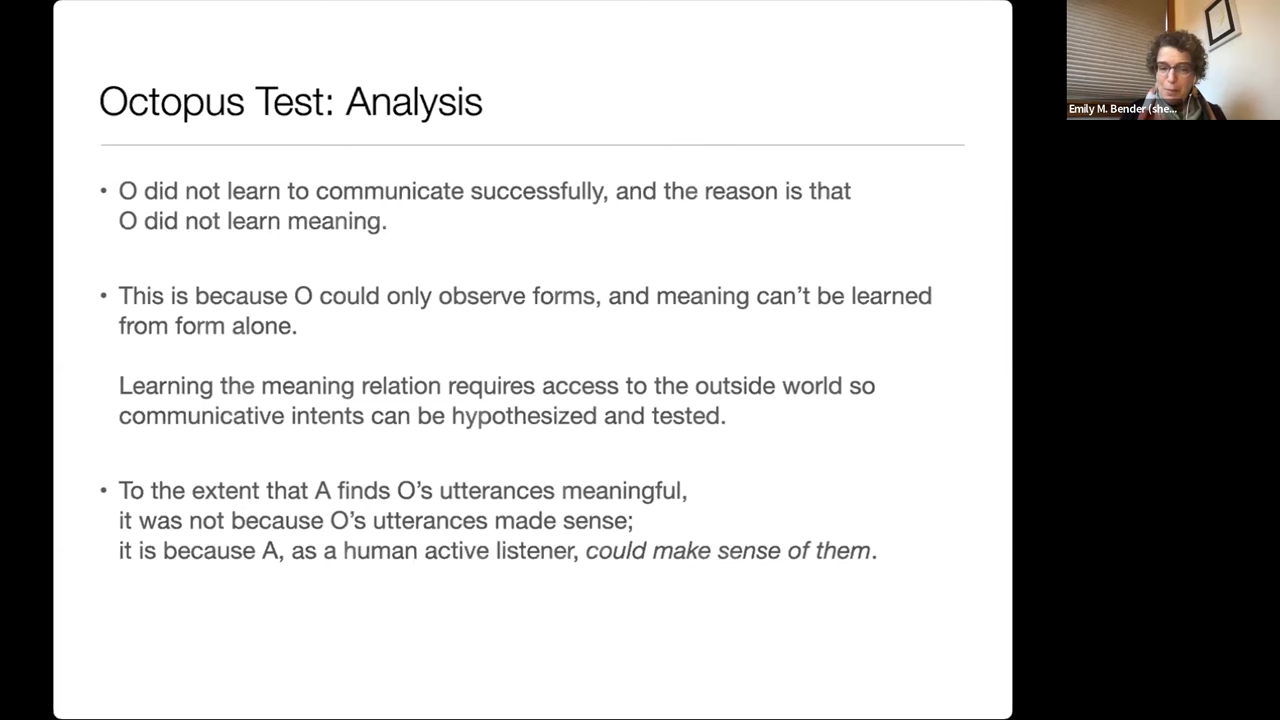 Octopus Test: Analysis
• O did not learn to communicate successfully, and the reason is that
O did not learn meaning.
• This is because O could only observe forms, and meaning can’t be learned
from form alone.
Learning the meaning relation requires access to the outside world so
communicative intents can be hypothesized and tested.
• To the extent that A finds O’s utterances meaningful,
it was not because O’s utterances made sense;
it is because A, as a human active listener, could make sense of them.
Emily M. Bender (she...